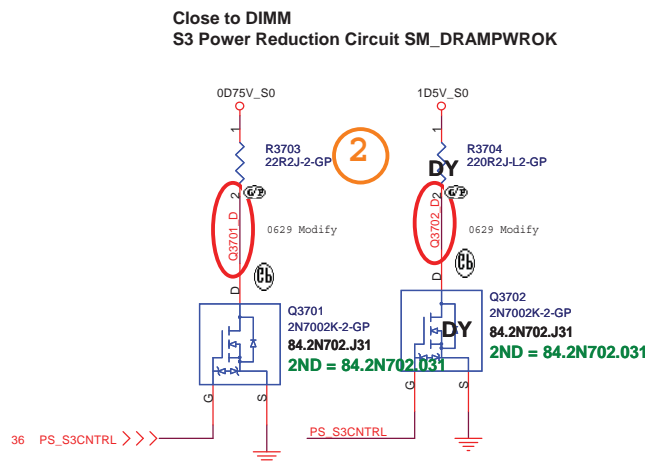 Close to DIMM
S3 Power Reduction Circuit SM_DRAMPWROK
0D75V_S0
1D5V_S0
1
R3703
22R2J-2-GP
2
1
R3704
220R2J-L2-GP
DY
2
Q3701_D
0629 Modify
2
Q3702_D
0629 Modify
D
Q3701
2N7002K-2-GP
84.2N702.J31
2ND = 84.2N702.031
G
S
D
Q3702
2N7002K-2-GP
DY
84.2N702.J31
2ND = 84.2N702.031
G
S
36 PS_S3CNTRL
PS_S3CNTRL